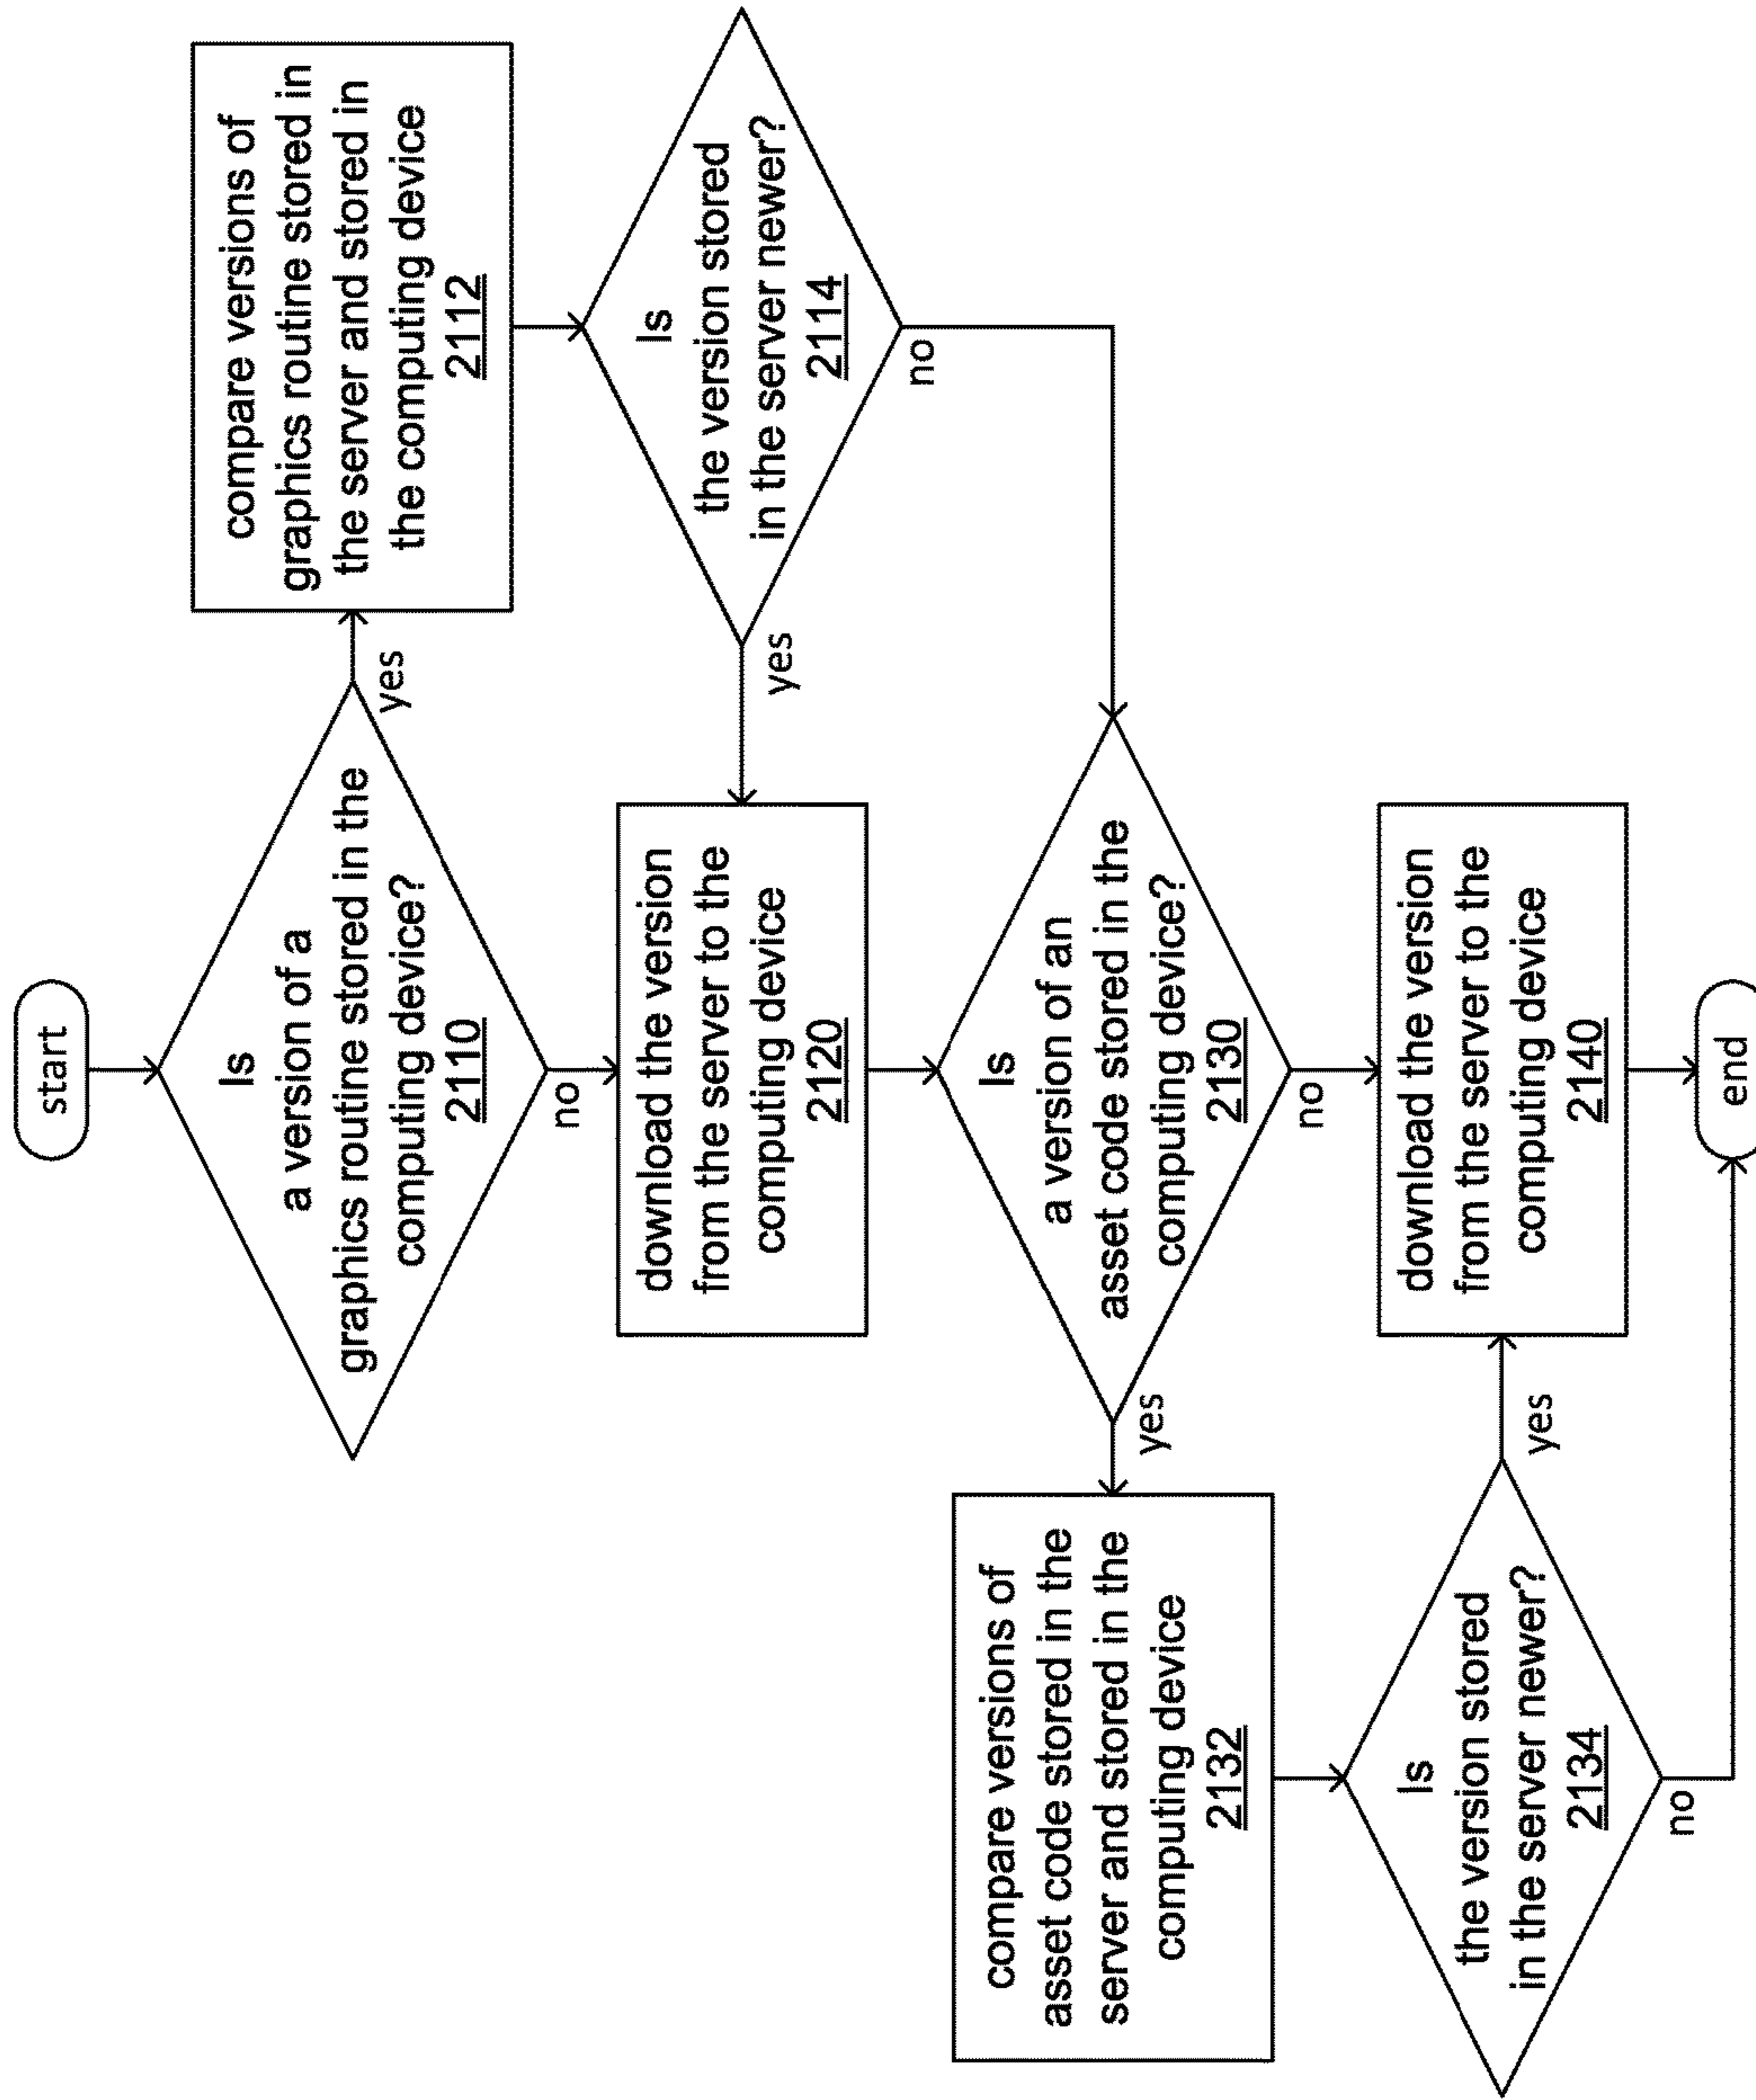 start
Is
a version of a
graphics routine stored in the
computing device?
2110
yes
no
compare versions of
graphics routine stored in
the server and stored in
the computing device
2112
Is
the version stored
in the server newer?
2114
yes
no
download the version
from the server to the
computing device
2120
Is
a version of an
asset code stored in the
computing device?
2130
yes
no
compare versions of
asset code stored in the
server and stored in the
computing device
2132
Is
the version stored
in the server newer?
2134
yes
no
download the version
from the server to the
computing device
2140
end